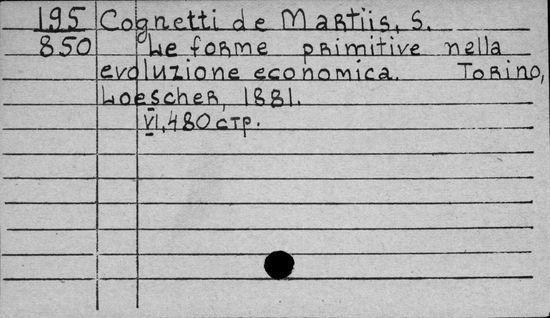 195 Cognetti de Martiis, S.
850 Le forme primitive nella
evoluzione economica. Torino,
Loescher, 1881.
VI, 480 стр.